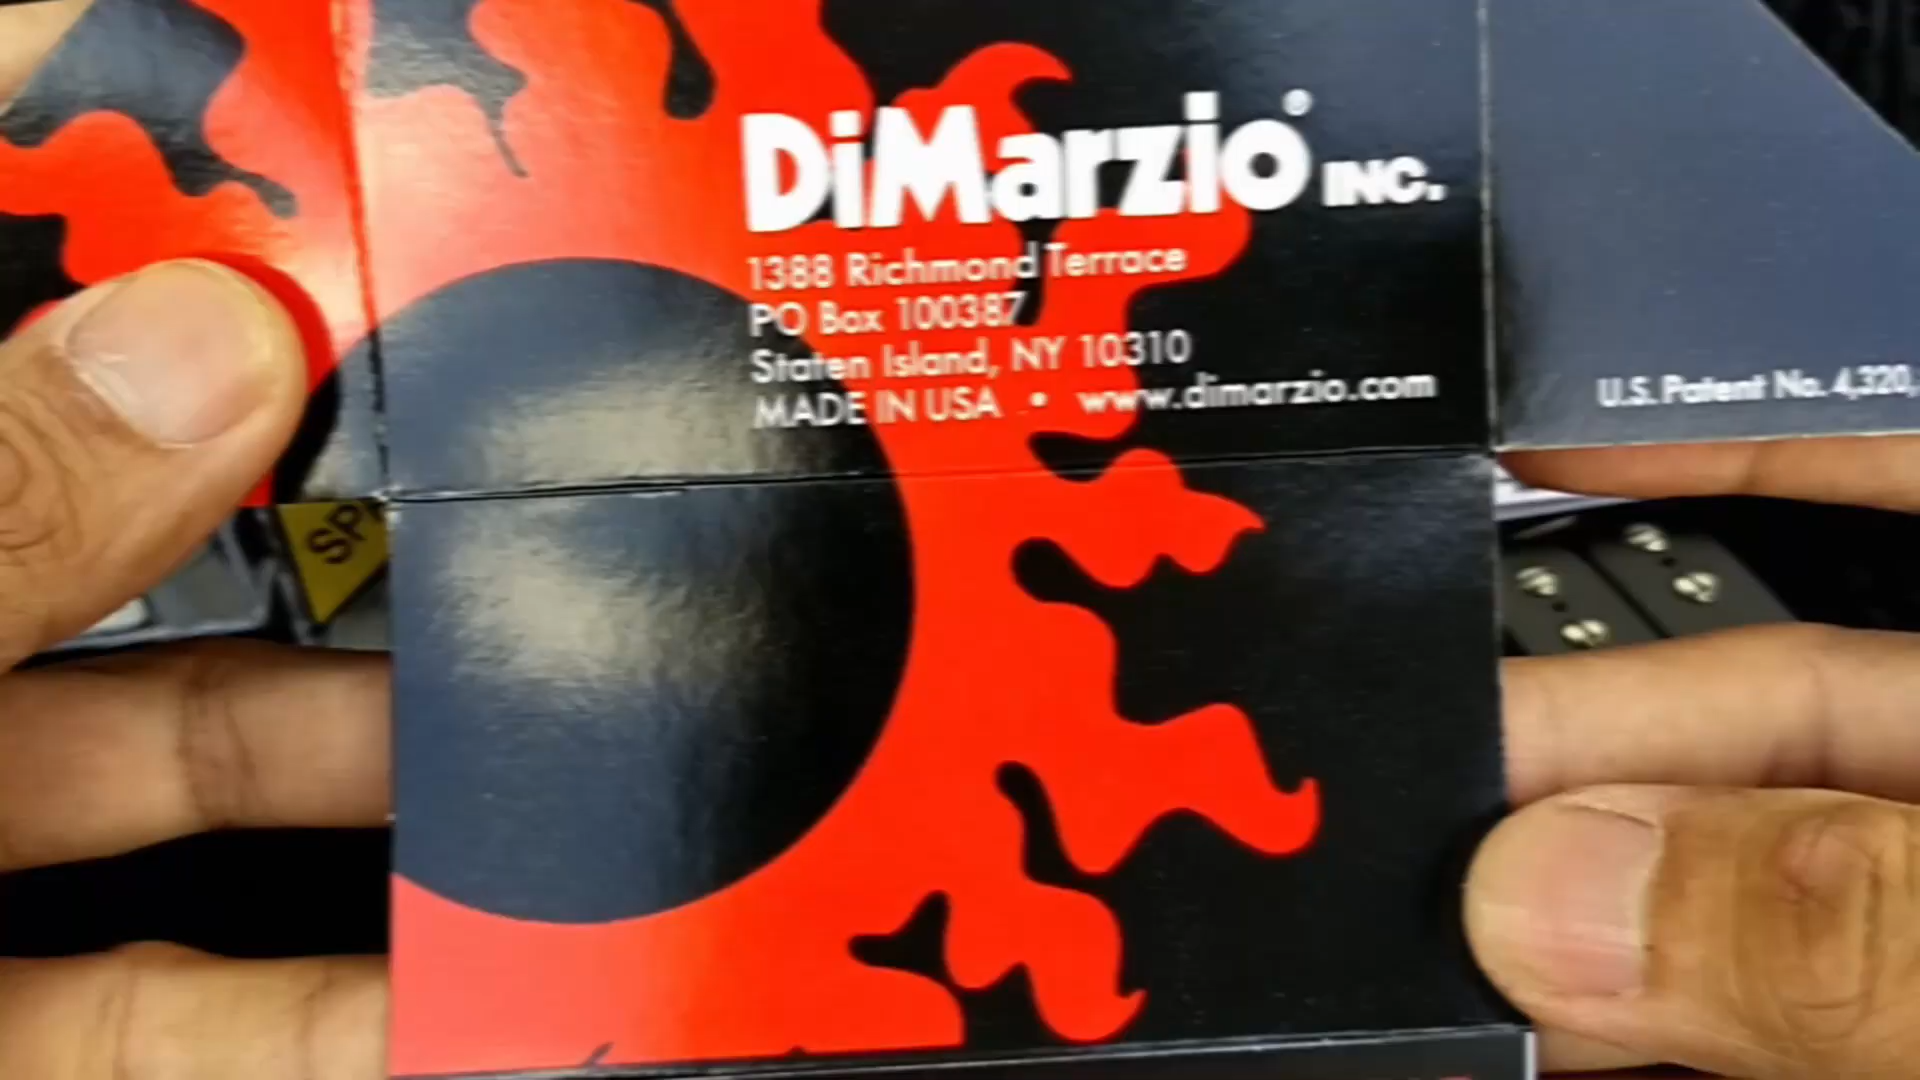 DiMarzio® INC.
1388 Richmond Terrace
PO Box 100387
Staten Island, NY 10310
MADE IN USA • www.dimarzio.com
U.S. Patent No. 4,320,